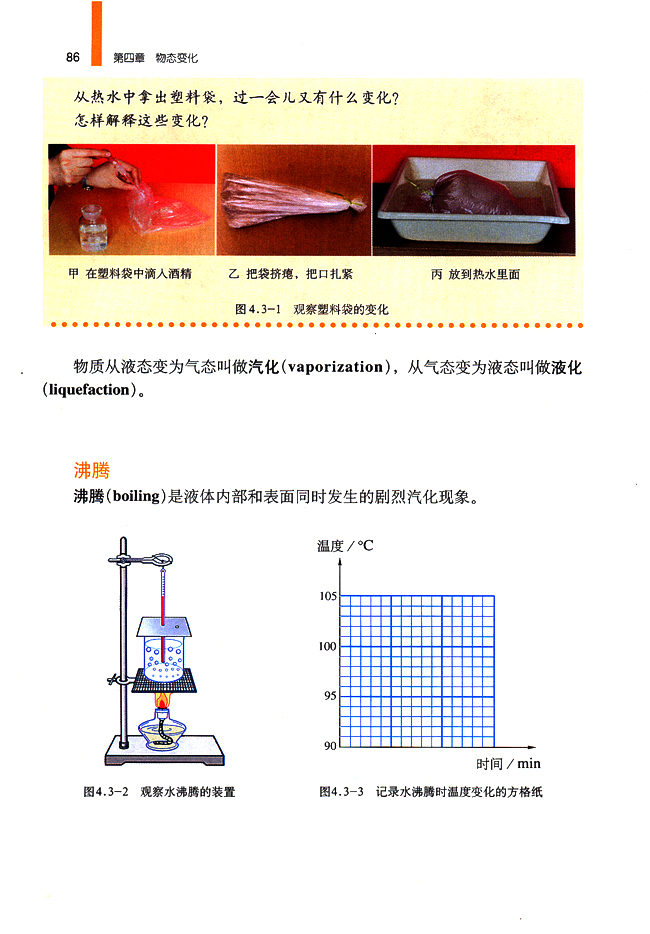 86 第四章 物态变化
从热水中拿出塑料袋，过一会儿又有什么变化？
怎样解释这些变化？
甲 在塑料袋中滴入酒精
乙 把袋挤瘪，把口扎紧
丙 放到热水里面
图4.3-1 观察塑料袋的变化
物质从液态变为气态叫做汽化(vaporization)，从气态变为液态叫做液化
(liquefaction)。
沸腾
沸腾(boiling)是液体内部和表面同时发生的剧烈汽化现象。
温度/℃
105
100
95
90
时间/min
图4.3-2 观察水沸腾的装置
图4.3-3 记录水沸腾时温度变化的方格纸